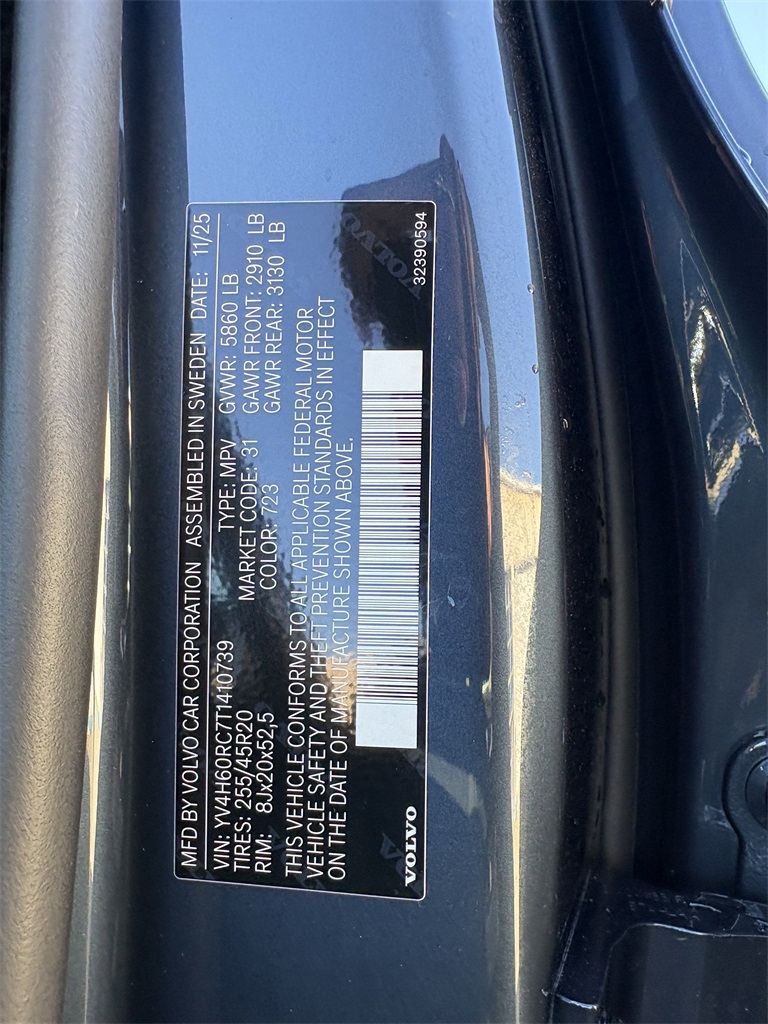 MFD BY VOLVO CAR CORPORATION ASSEMBLED IN SWEDEN DATE: 11/25
VIN: YV4H60RC7T1410739 TYPE: MPV GVWR: 5860 LB
TIRES: 255/45R20 MARKET CODE: 31 GAWR FRONT: 2910 LB
RIM: 8Jx20x52,5 COLOR: 723 GAWR REAR: 3130 LB
THIS VEHICLE CONFORMS TO ALL APPLICABLE FEDERAL MOTOR
VEHICLE SAFETY AND THEFT PREVENTION STANDARDS IN EFFECT
ON THE DATE OF MANUFACTURE SHOWN ABOVE.
VOLVO 32390594